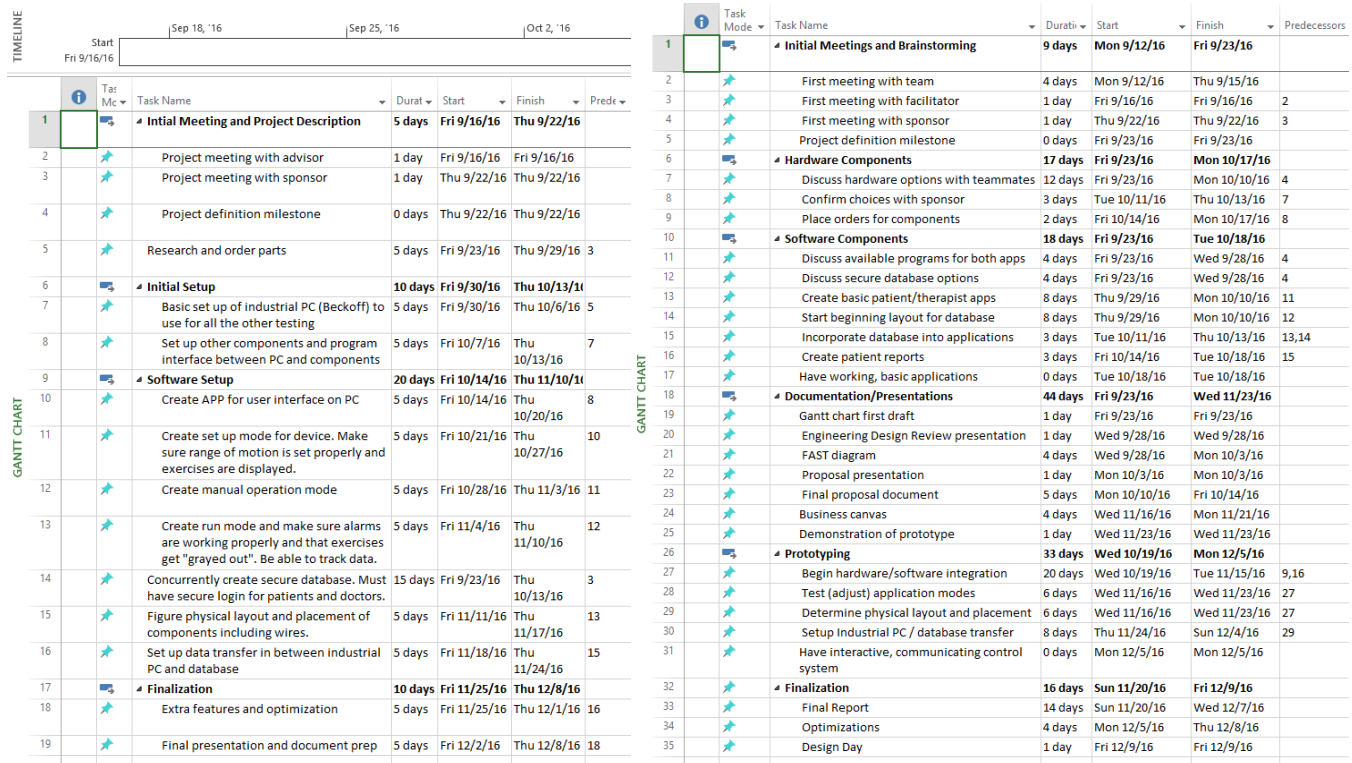 TIMELINE
Sep 18, '16
Sep 25, '16
Oct 2, '16
Start
Fri 9/16/16
GANTT CHART
Tas
Mc Task Name Durat Start Finish Prede
1 Intial Meeting and Project Description 5 days Fri 9/16/16 Thu 9/22/16
2 Project meeting with advisor 1 day Fri 9/16/16 Fri 9/16/16
3 Project meeting with sponsor 1 day Thu 9/22/16 Thu 9/22/16
4 Project definition milestone 0 days Thu 9/22/16 Thu 9/22/16
5 Research and order parts 5 days Fri 9/23/16 Thu 9/29/16 3
6 Initial Setup 10 days Fri 9/30/16 Thu 10/13/16
7 Basic set up of industrial PC (Beckoff) to 5 days Fri 9/30/16 Thu 10/6/16 5
use for all the other testing
8 Set up other components and program 5 days Fri 10/7/16 Thu 7
interface between PC and components 10/13/16
9 Software Setup 20 days Fri 10/14/16 Thu 11/10/16
10 Create APP for user interface on PC 5 days Fri 10/14/16 Thu 8
10/20/16
11 Create set up mode for device. Make 5 days Fri 10/21/16 Thu 10
sure range of motion is set properly and 10/27/16
exercises are displayed.
12 Create manual operation mode 5 days Fri 10/28/16 Thu 11/3/16 11
13 Create run mode and make sure alarms 5 days Fri 11/4/16 Thu 12
are working properly and that exercises 11/10/16
get "grayed out". Be able to track data.
14 Concurrently create secure database. Must 15 days Fri 9/23/16 Thu 3
have secure login for patients and doctors. 10/13/16
15 Figure physical layout and placement of 5 days Fri 11/11/16 Thu 13
components including wires. 11/17/16
16 Set up data transfer in between industrial 5 days Fri 11/18/16 Thu 15
PC and database 11/24/16
17 Finalization 10 days Fri 11/25/16 Thu 12/8/16
18 Extra features and optimization 5 days Fri 11/25/16 Thu 12/1/16 16
19 Final presentation and document prep 5 days Fri 12/2/16 Thu 12/8/16 18
GANTT CHART
Task
Mode Task Name Durati Start Finish Predecessors
1 Initial Meetings and Brainstorming 9 days Mon 9/12/16 Fri 9/23/16
2 First meeting with team 4 days Mon 9/12/16 Thu 9/15/16
3 First meeting with facilitator 1 day Fri 9/16/16 Fri 9/16/16 2
4 First meeting with sponsor 1 day Thu 9/22/16 Thu 9/22/16 3
5 Project definition milestone 0 days Fri 9/23/16 Fri 9/23/16
6 Hardware Components 17 days Fri 9/23/16 Mon 10/17/16
7 Discuss hardware options with teammates 12 days Fri 9/23/16 Mon 10/10/16 4
8 Confirm choices with sponsor 3 days Tue 10/11/16 Thu 10/13/16 7
9 Place orders for components 2 days Fri 10/14/16 Mon 10/17/16 8
10 Software Components 18 days Fri 9/23/16 Tue 10/18/16
11 Discuss available programs for both apps 4 days Fri 9/23/16 Wed 9/28/16 4
12 Discuss secure database options 4 days Fri 9/23/16 Wed 9/28/16 4
13 Create basic patient/therapist apps 8 days Thu 9/29/16 Mon 10/10/16 11
14 Start beginning layout for database 8 days Thu 9/29/16 Mon 10/10/16 12
15 Incorporate database into applications 3 days Tue 10/11/16 Thu 10/13/16 13,14
16 Create patient reports 3 days Fri 10/14/16 Tue 10/18/16 15
17 Have working, basic applications 0 days Tue 10/18/16 Tue 10/18/16
18 Documentation/Presentations 44 days Fri 9/23/16 Wed 11/23/16
19 Gantt chart first draft 1 day Fri 9/23/16 Fri 9/23/16
20 Engineering Design Review presentation 1 day Wed 9/28/16 Wed 9/28/16
21 FAST diagram 4 days Wed 9/28/16 Mon 10/3/16
22 Proposal presentation 1 day Mon 10/3/16 Mon 10/3/16
23 Final proposal document 5 days Mon 10/10/16 Fri 10/14/16
24 Business canvas 4 days Wed 11/16/16 Mon 11/21/16
25 Demonstration of prototype 1 day Wed 11/23/16 Wed 11/23/16
26 Prototyping 33 days Wed 10/19/16 Mon 12/5/16
27 Begin hardware/software integration 20 days Wed 10/19/16 Tue 11/15/16 9,16
28 Test (adjust) application modes 6 days Wed 11/16/16 Wed 11/23/16 27
29 Determine physical layout and placement 6 days Wed 11/16/16 Wed 11/23/16 27
30 Setup Industrial PC / database transfer 8 days Thu 11/24/16 Sun 12/4/16 29
31 Have interactive, communicating control 0 days Mon 12/5/16 Mon 12/5/16
system
32 Finalization 16 days Sun 11/20/16 Fri 12/9/16
33 Final Report 14 days Sun 11/20/16 Wed 12/7/16
34 Optimizations 4 days Mon 12/5/16 Thu 12/8/16
35 Design Day 1 day Fri 12/9/16 Fri 12/9/16